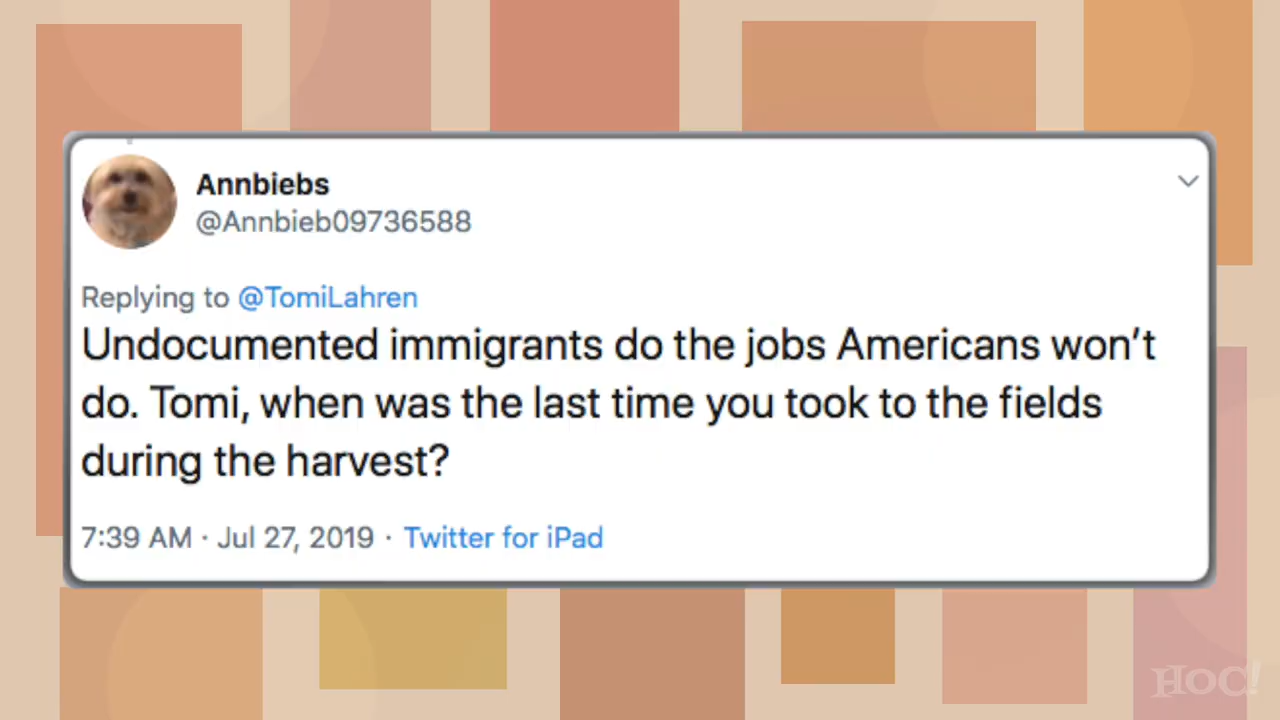 Annbiebs
@Annbieb09736588
Replying to @TomiLahren
Undocumented immigrants do the jobs Americans won’t
do. Tomi, when was the last time you took to the fields
during the harvest?
7:39 AM · Jul 27, 2019 · Twitter for iPad
HOC!